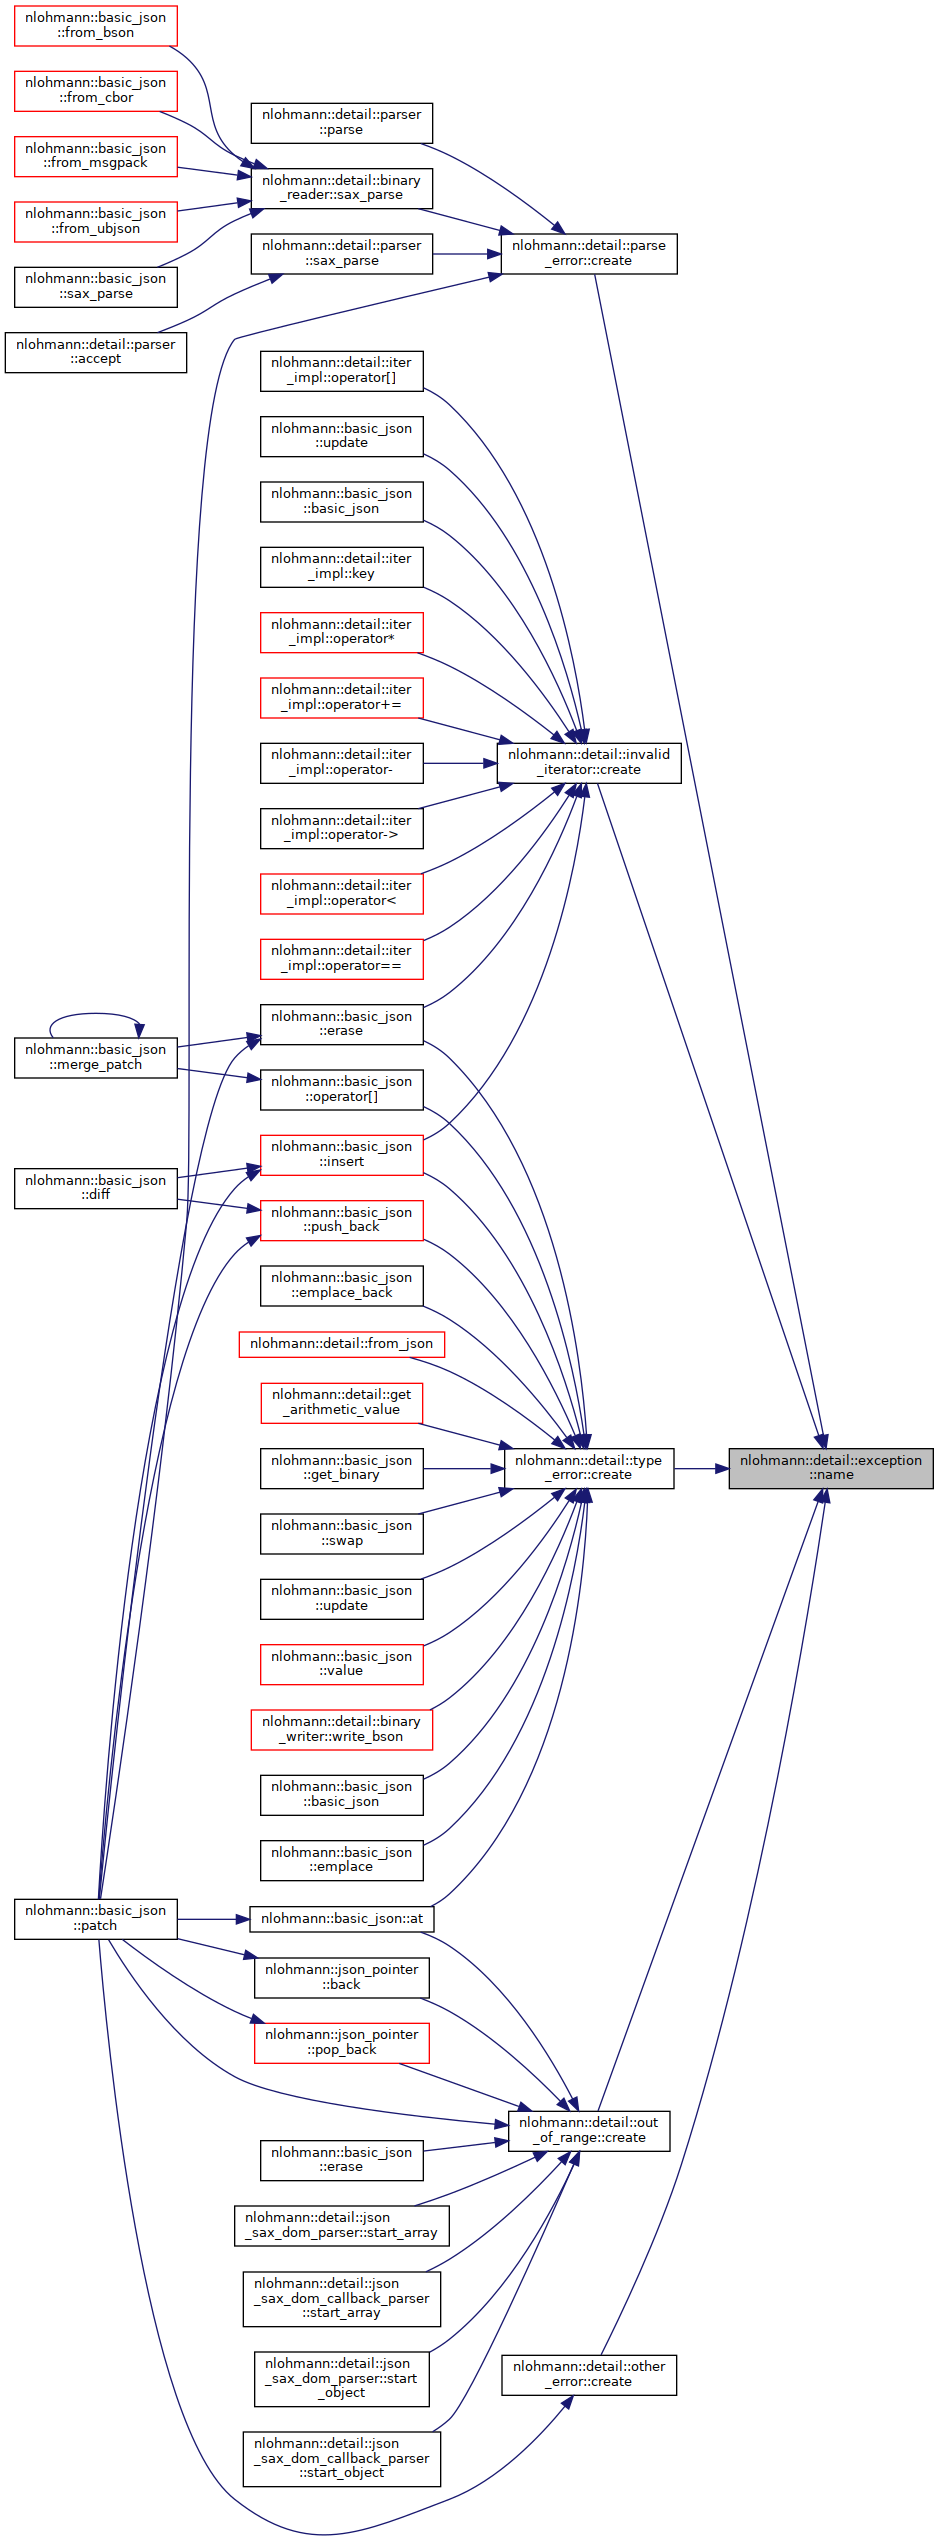 nlohmann::basic_json
::from_bson
nlohmann::basic_json
::from_cbor
nlohmann::basic_json
::from_msgpack
nlohmann::basic_json
::from_ubjson
nlohmann::basic_json
::sax_parse
nlohmann::detail::parser
::accept
nlohmann::basic_json
::merge_patch
nlohmann::basic_json
::diff
nlohmann::basic_json
::patch
nlohmann::detail::parser
::parse
nlohmann::detail::binary
_reader::sax_parse
nlohmann::detail::parser
::sax_parse
nlohmann::detail::iter
_impl::operator[]
nlohmann::basic_json
::update
nlohmann::basic_json
::basic_json
nlohmann::detail::iter
_impl::key
nlohmann::detail::iter
_impl::operator*
nlohmann::detail::iter
_impl::operator+=
nlohmann::detail::iter
_impl::operator-
nlohmann::detail::iter
_impl::operator->
nlohmann::detail::iter
_impl::operator<
nlohmann::detail::iter
_impl::operator==
nlohmann::basic_json
::erase
nlohmann::basic_json
::operator[]
nlohmann::basic_json
::insert
nlohmann::basic_json
::push_back
nlohmann::basic_json
::emplace_back
nlohmann::detail::from_json
nlohmann::detail::get
_arithmetic_value
nlohmann::basic_json
::get_binary
nlohmann::basic_json
::swap
nlohmann::basic_json
::update
nlohmann::basic_json
::value
nlohmann::detail::binary
_writer::write_bson
nlohmann::basic_json
::basic_json
nlohmann::basic_json
::emplace
nlohmann::basic_json::at
nlohmann::json_pointer
::back
nlohmann::json_pointer
::pop_back
nlohmann::basic_json
::erase
nlohmann::detail::json
_sax_dom_parser::start_array
nlohmann::detail::json
_sax_dom_callback_parser
::start_array
nlohmann::detail::json
_sax_dom_parser::start
_object
nlohmann::detail::json
_sax_dom_callback_parser
::start_object
nlohmann::detail::parse
_error::create
nlohmann::detail::invalid
_iterator::create
nlohmann::detail::type
_error::create
nlohmann::detail::out
_of_range::create
nlohmann::detail::other
_error::create
nlohmann::detail::exception
::name